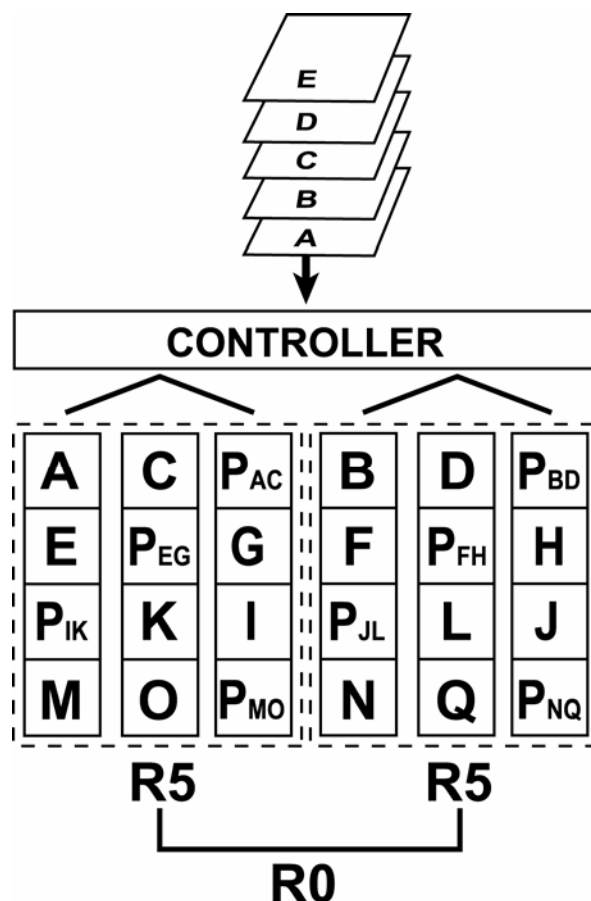 E
D
C
B
A
CONTROLLER
A C PAC B D PBD
E PEG G F PFH H
PIK K I PJL L J
M O PMO N Q PNQ
R5 R5
R0